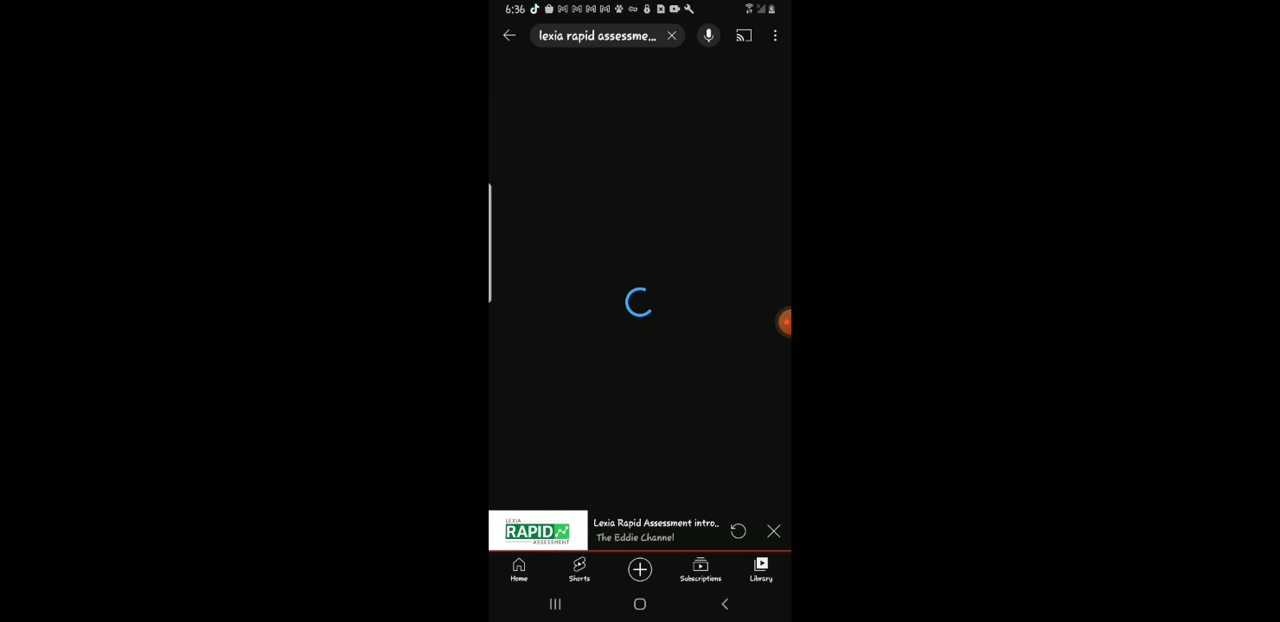 6:36
lexia rapid assessme...
LEXIA
RAPID
ASSESSMENT
Lexia Rapid Assessment intro..
The Eddie Channel
Home
Shorts
Subscriptions
Library